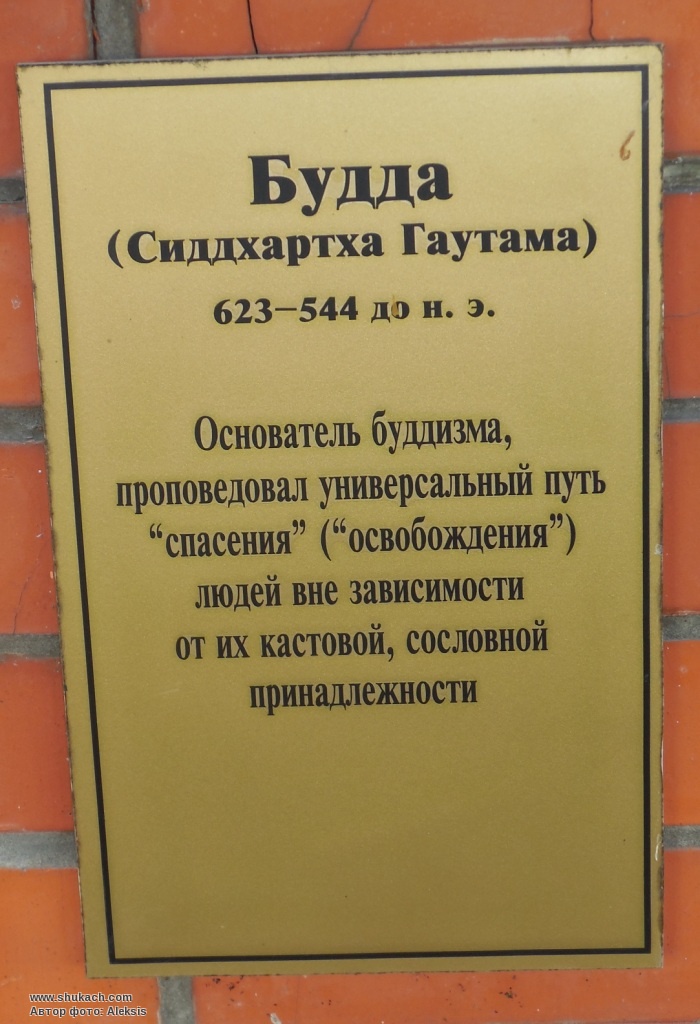 6
Будда
(Сиддхартха Гаутама)
623–544 до н. э.
Основатель буддизма,
проповедовал универсальный путь
“спасения” (“освобождения”)
людей вне зависимости
от их кастовой, сословной
принадлежности
www.shukach.com
Автор фото: Aleksis